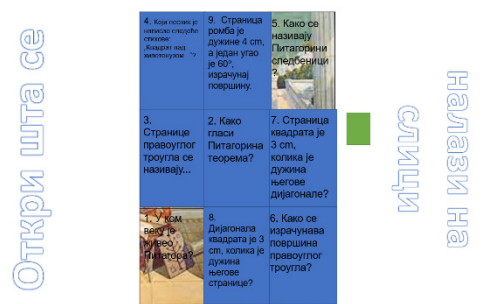 Откри шта се
4. Који песник је
написао следеће
стихове:
„Квадрат над
хипотенузом "?
9. Страница
ромба је
дужине 4 cm,
а један угао
је 60°,
израчунај
површину.
5. Како се
називају
Питагорини
следбеници
?
3.
Странице
правоуглог
троугла се
називају...
2. Како
гласи
Питагорина
теорема?
7. Страница
квадрата је
3 cm,
колика је
дужина
његове
дијагонале?
1. У ком
веку је
живео
Питагора?
8.
Дијагонала
квадрата је 3
cm, колика је
дужина
његове
странице?
6. Како се
израчунава
површина
правоуглог
троугла?
налази на
слици